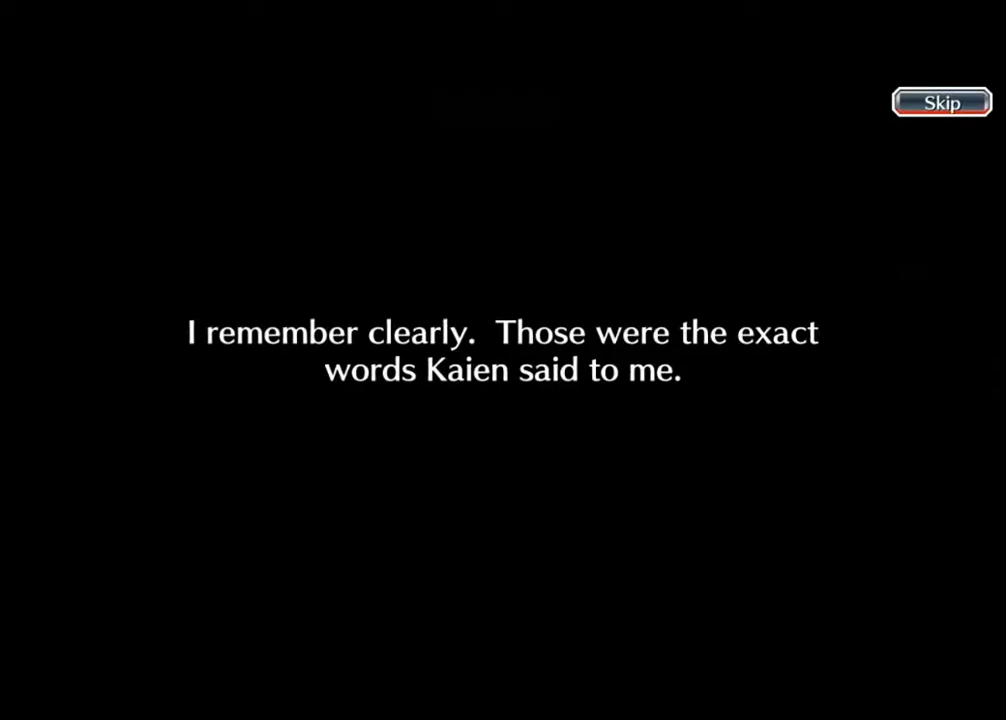 Skip
I remember clearly.  Those were the exact
words Kaien said to me.